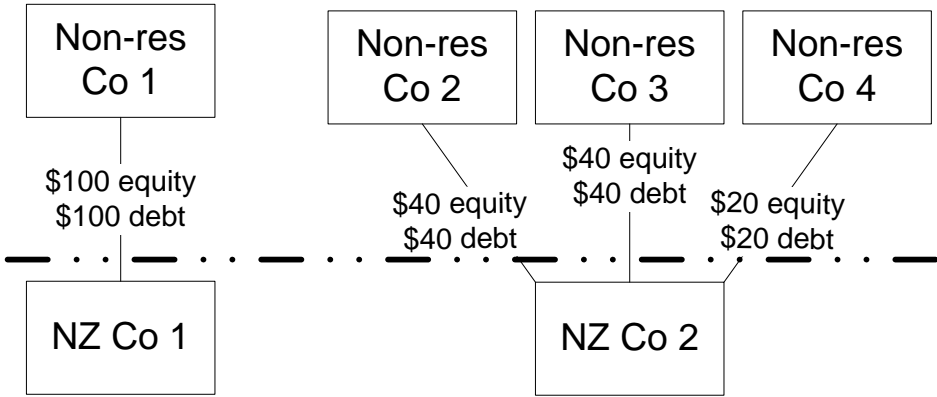 Non-res
Co 1
Non-res
Co 2
Non-res
Co 3
Non-res
Co 4
$100 equity
$100 debt
$40 equity
$40 debt
$40 equity
$40 debt
$20 equity
$20 debt
NZ Co 1
NZ Co 2